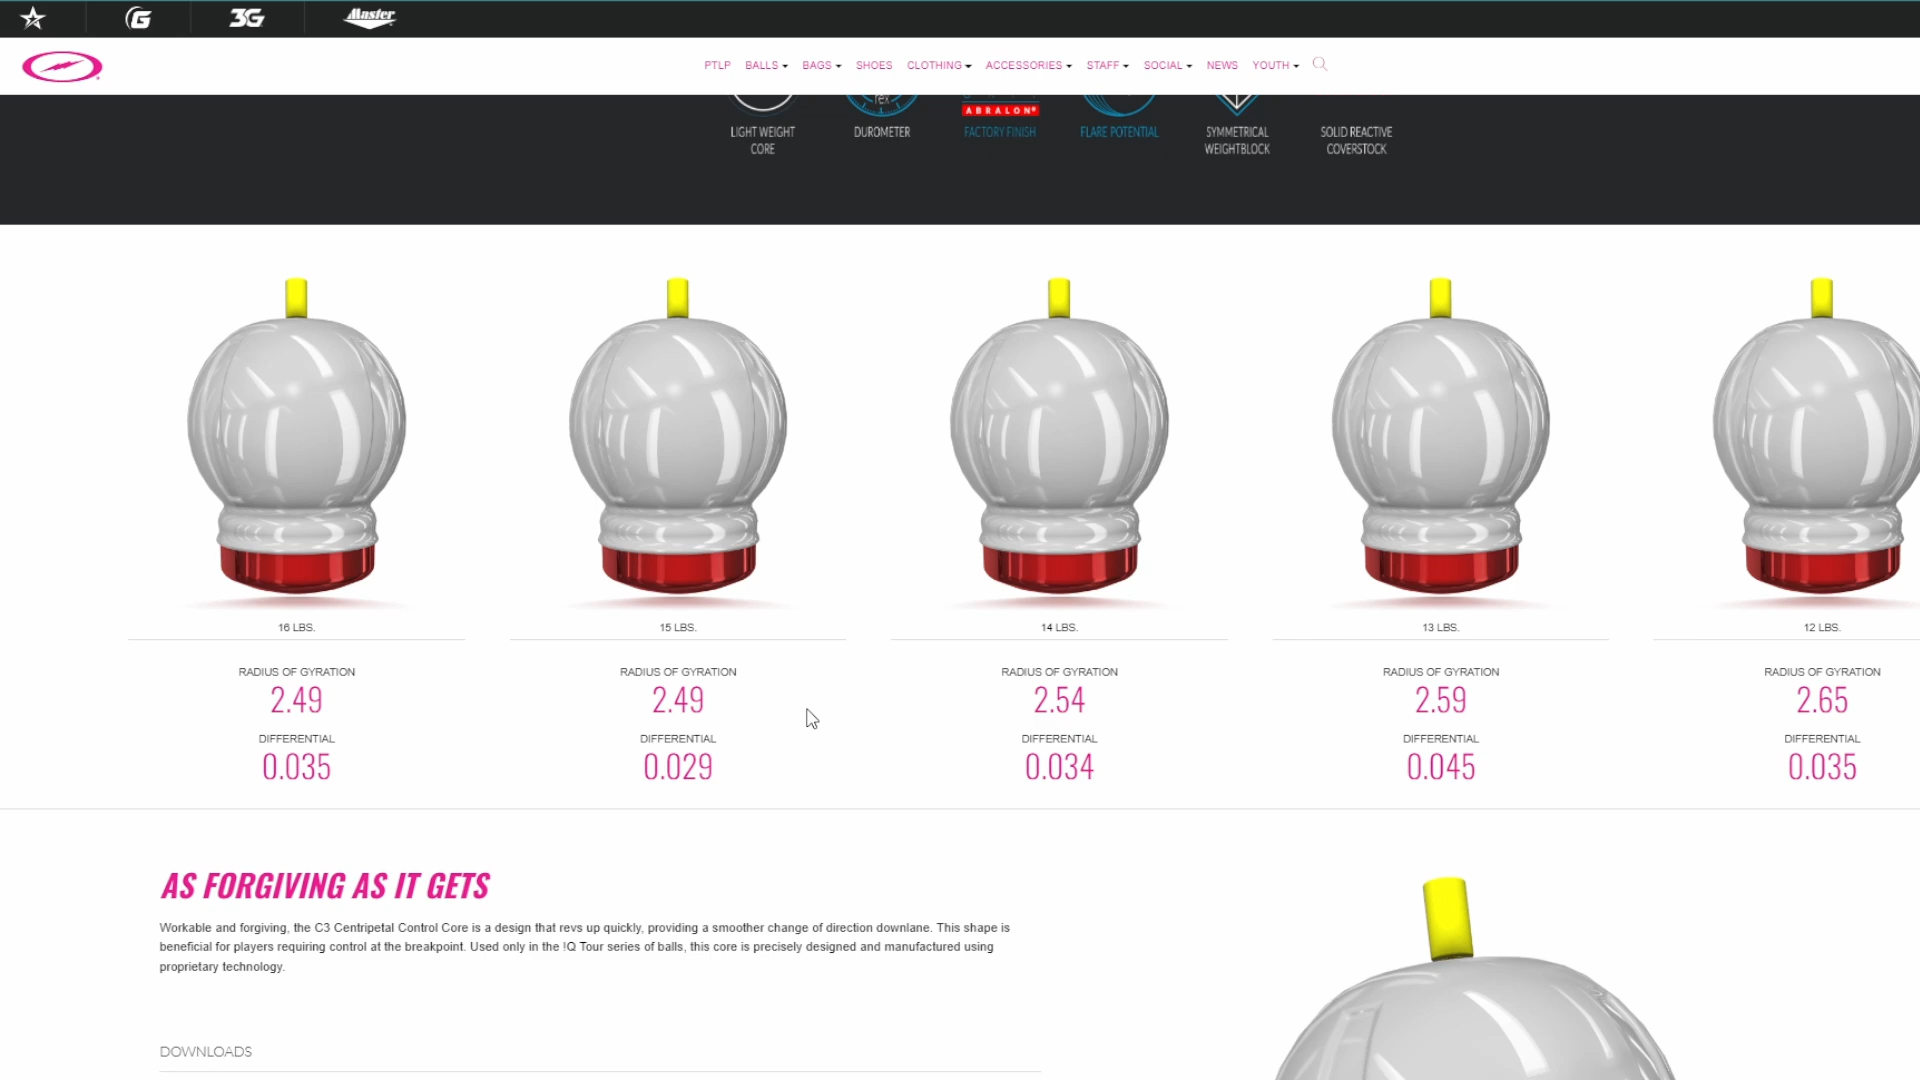 3G
Master
PTLP BALLS BAGS SHOES CLOTHING ACCESSORIES STAFF SOCIAL NEWS YOUTH
rex
ABRALON®
LIGHT WEIGHT
CORE
DUROMETER
FACTORY FINISH
FLARE POTENTIAL
SYMMETRICAL
WEIGHTBLOCK
SOLID REACTIVE
COVERSTOCK
16 LBS. 15 LBS. 14 LBS. 13 LBS. 12 LBS.
RADIUS OF GYRATION RADIUS OF GYRATION RADIUS OF GYRATION RADIUS OF GYRATION RADIUS OF GYRATION
2.49 2.49 2.54 2.59 2.65
DIFFERENTIAL DIFFERENTIAL DIFFERENTIAL DIFFERENTIAL DIFFERENTIAL
0.035 0.029 0.034 0.045 0.035
AS FORGIVING AS IT GETS
Workable and forgiving, the C3 Centripetal Control Core is a design that revs up quickly, providing a smoother change of direction downlane. This shape is
beneficial for players requiring control at the breakpoint. Used only in the !Q Tour series of balls, this core is precisely designed and manufactured using
proprietary technology.
DOWNLOADS